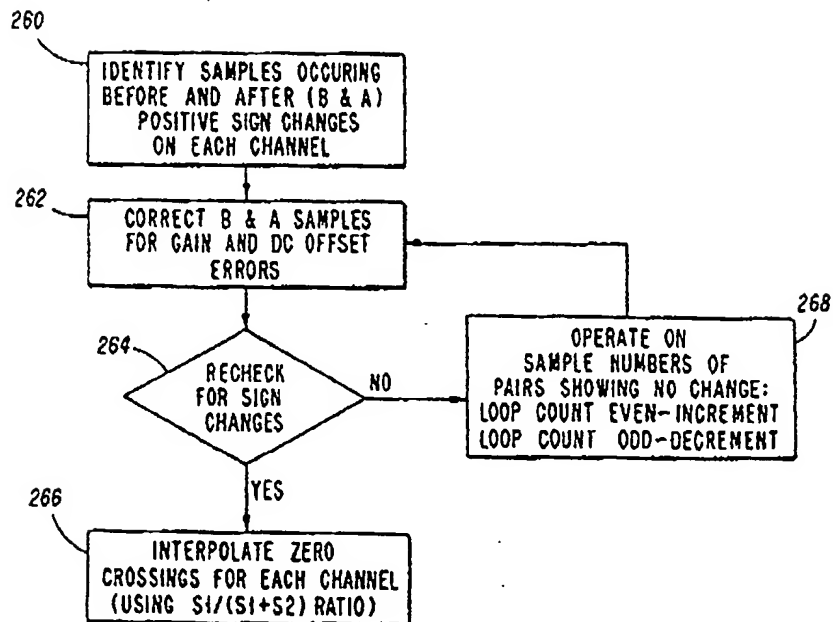 260
IDENTIFY SAMPLES OCCURING
BEFORE AND AFTER (B & A)
POSITIVE SIGN CHANGES
ON EACH CHANNEL
262
CORRECT B & A SAMPLES
FOR GAIN AND DC OFFSET
ERRORS
264
RECHECK
FOR SIGN
CHANGES
NO
268
OPERATE ON
SAMPLE NUMBERS OF
PAIRS SHOWING NO CHANGE:
LOOP COUNT EVEN-INCREMENT
LOOP COUNT ODD-DECREMENT
YES
266
INTERPOLATE ZERO
CROSSINGS FOR EACH CHANNEL
(USING S1/(S1+S2) RATIO)